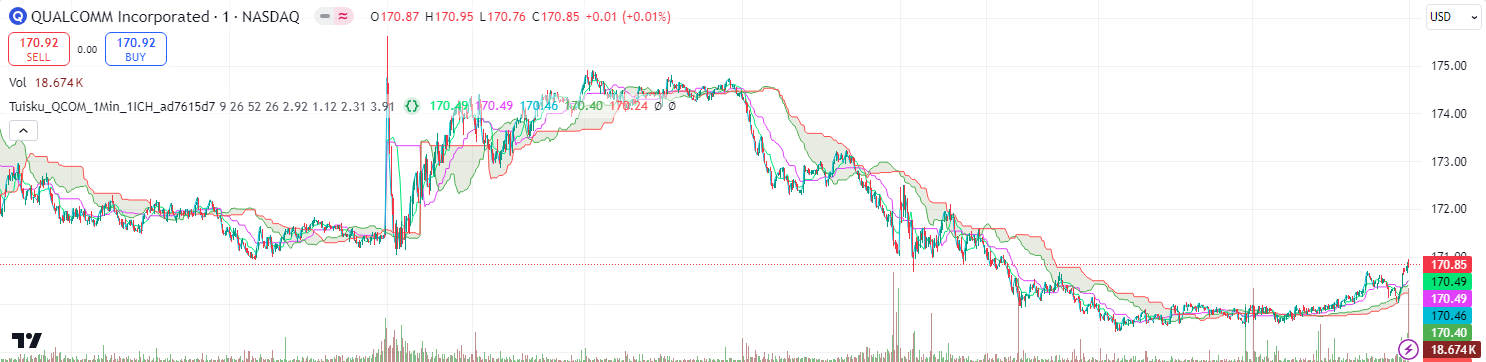 QUALCOMM Incorporated · 1 · NASDAQ O170.87 H170.95 L170.76 C170.85 +0.01 (+0.01%)
USD
170.92 SELL
0.00
170.92 BUY
Vol 18.674K
Tuisku_QCOM_1Min_1ICH_ad7615d7 9 26 52 26 2.92 1.12 2.31 3.91 {} 170.49 170.49 170.46 170.40 170.24 Ø Ø
175.00
174.00
173.00
172.00
170.85
170.49
170.49
170.46
170.40
18.674K